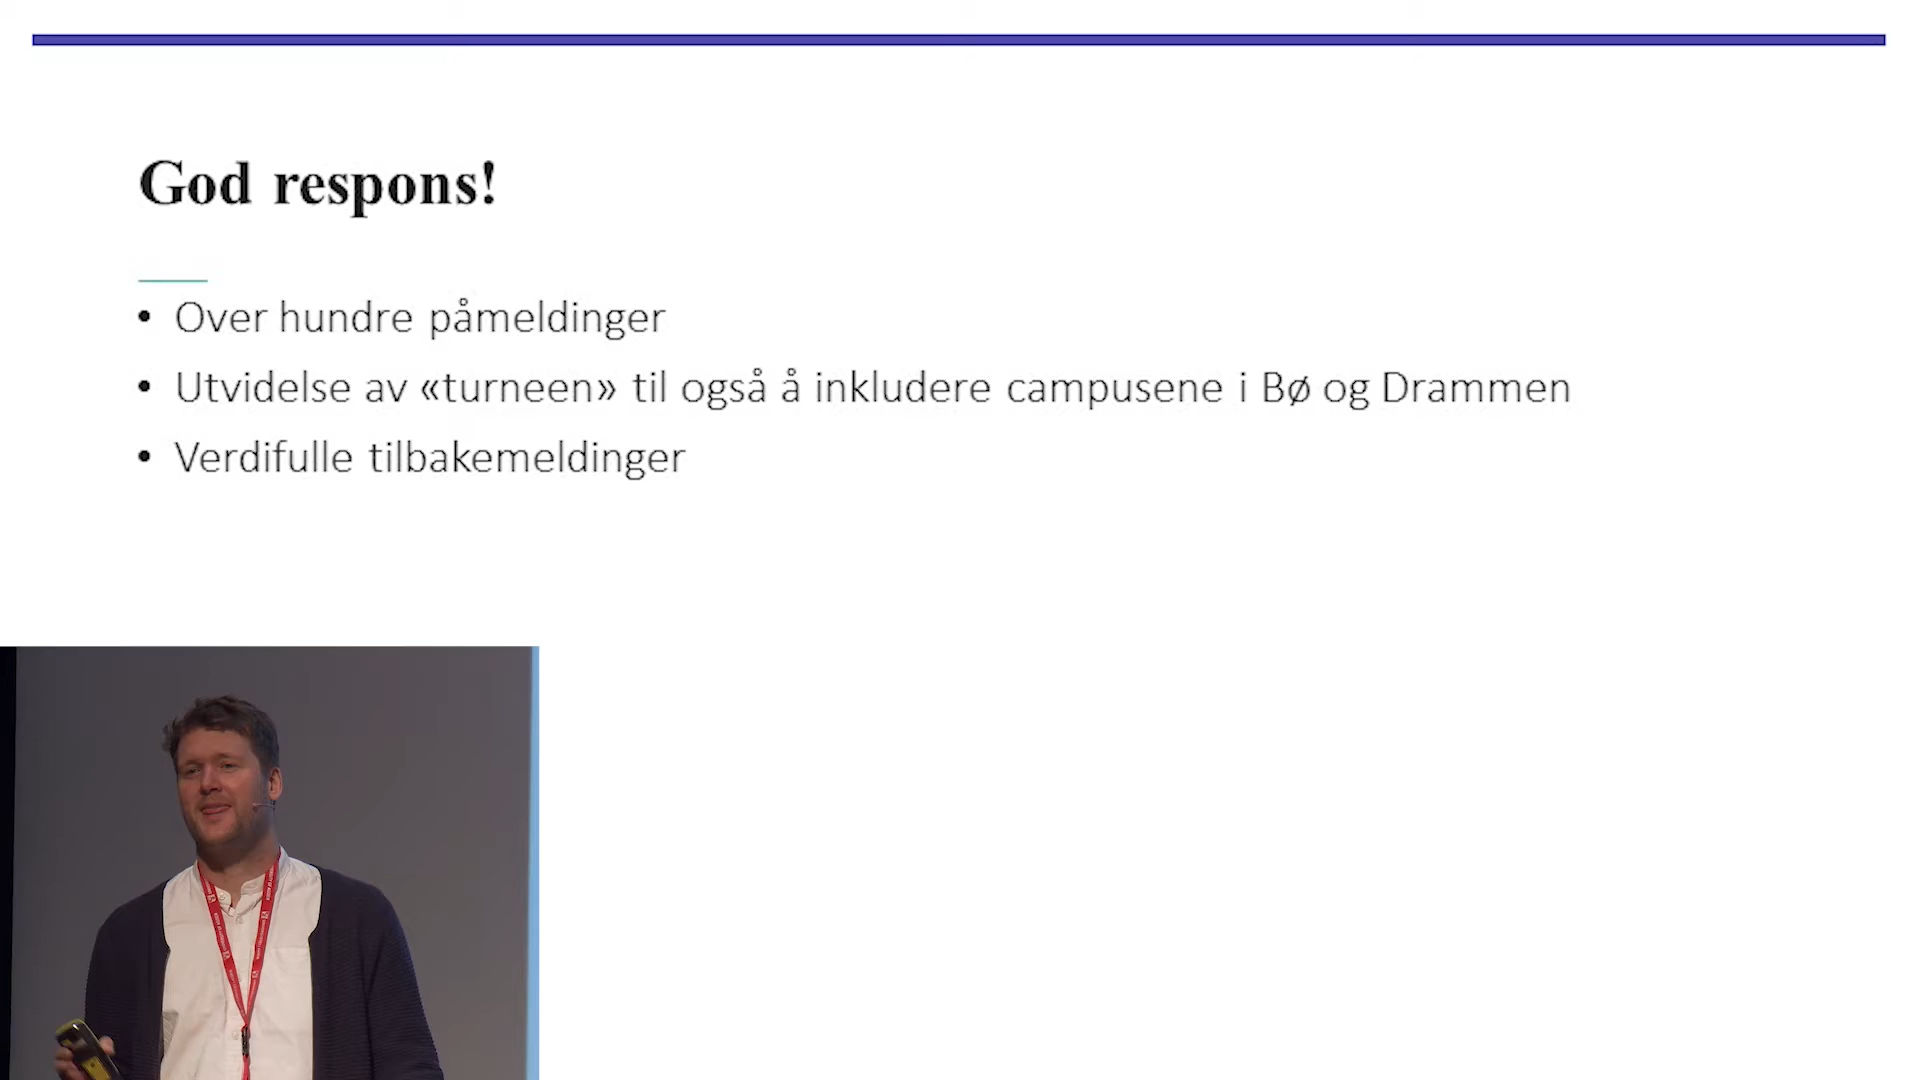 God respons!
• Over hundre påmeldinger
• Utvidelse av «turneen» til også å inkludere campusene i Bø og Drammen
• Verdifulle tilbakemeldinger